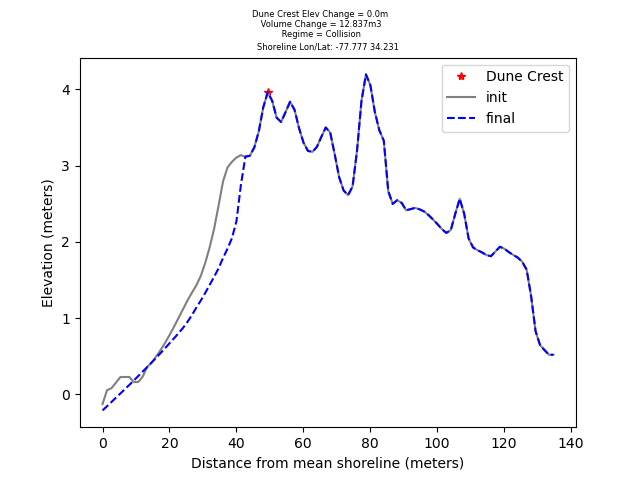 Dune Crest Elev Change = 0.0m
Volume Change = 12.837m3
Regime = Collision
Shoreline Lon/Lat: -77.777 34.231
Dune Crest
init
final
Elevation (meters)
4
3
2
1
0
0 20 40 60 80 100 120 140
Distance from mean shoreline (meters)